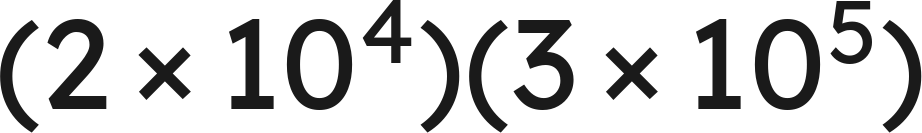 (2 × 10⁴)(3 × 10⁵)